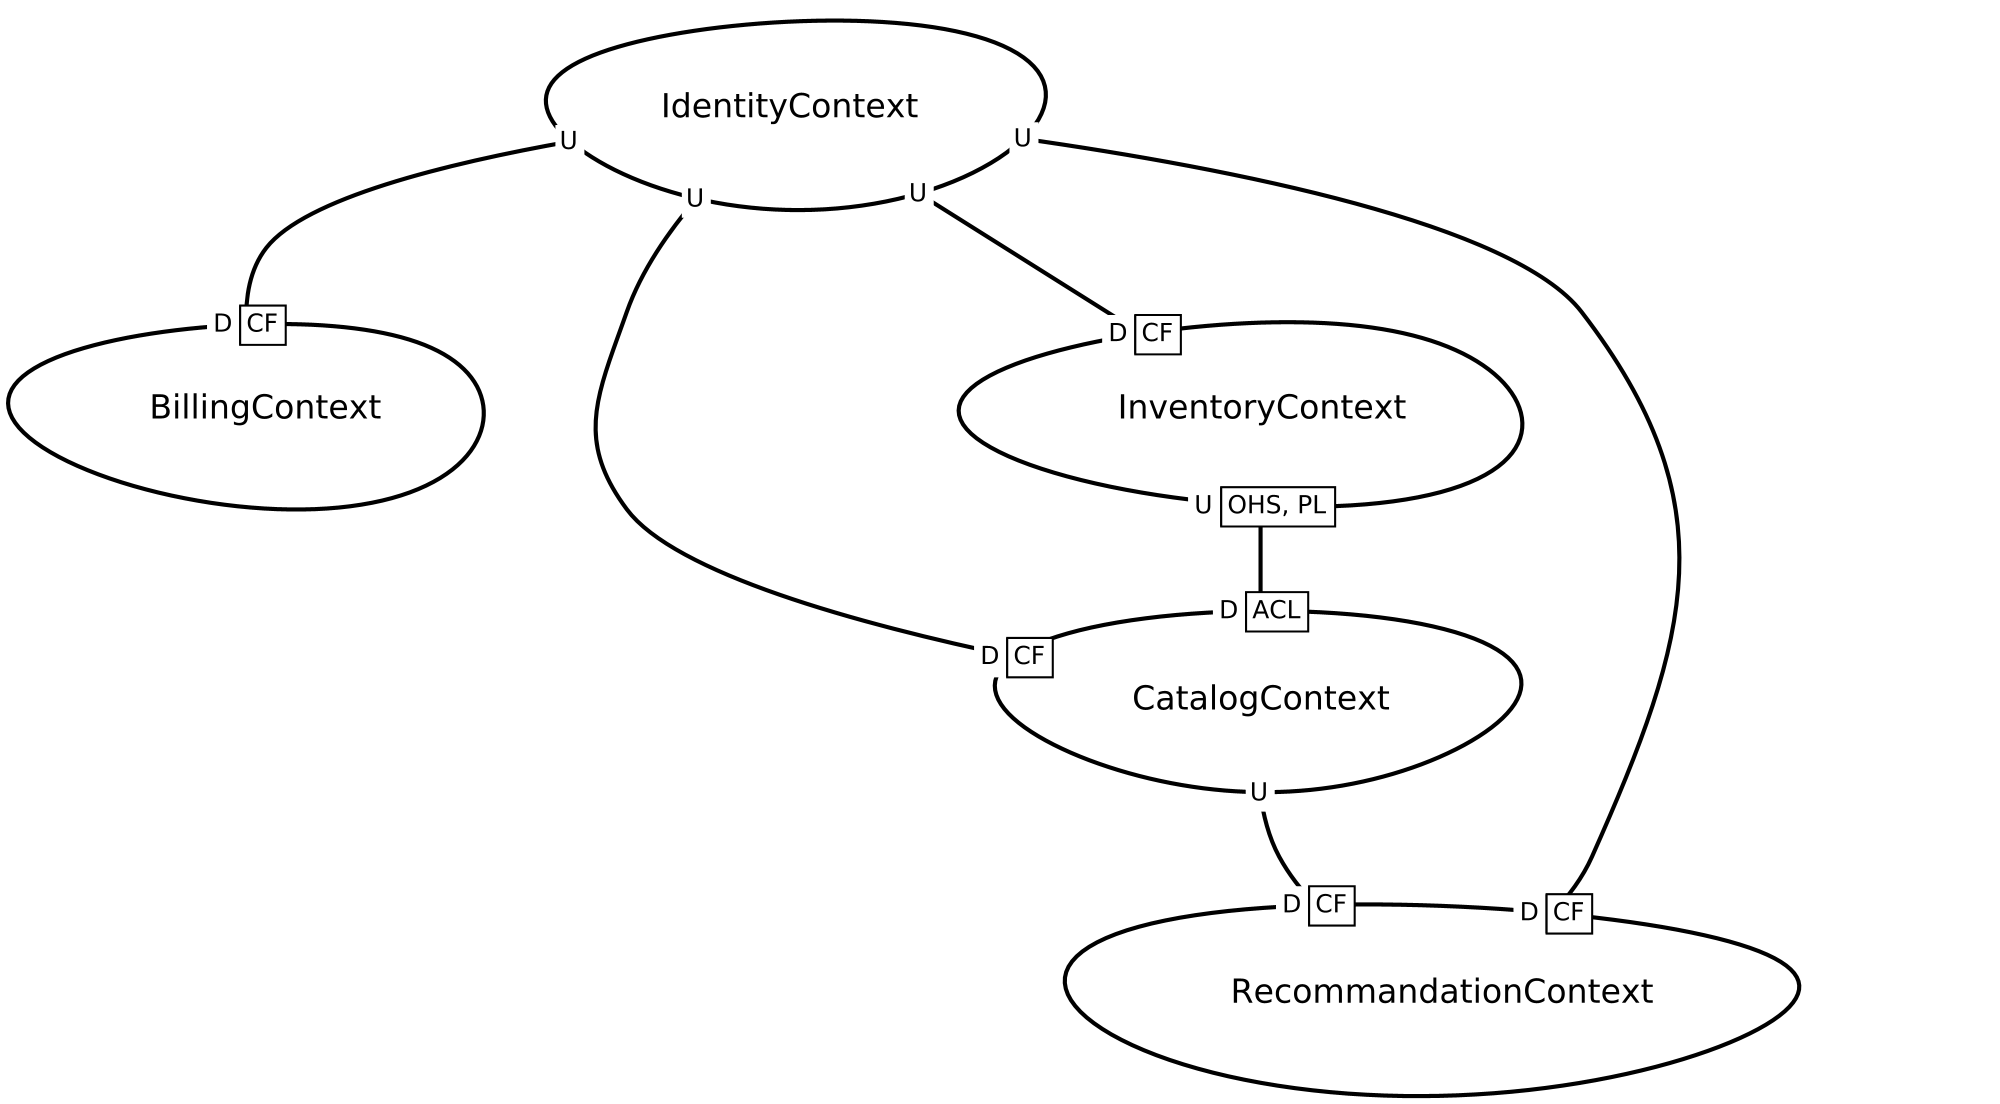 IdentityContext
U
U
U
U
D CF
D CF
BillingContext
InventoryContext
U OHS, PL
D ACL
D CF
CatalogContext
U
D CF
D CF
RecommandationContext